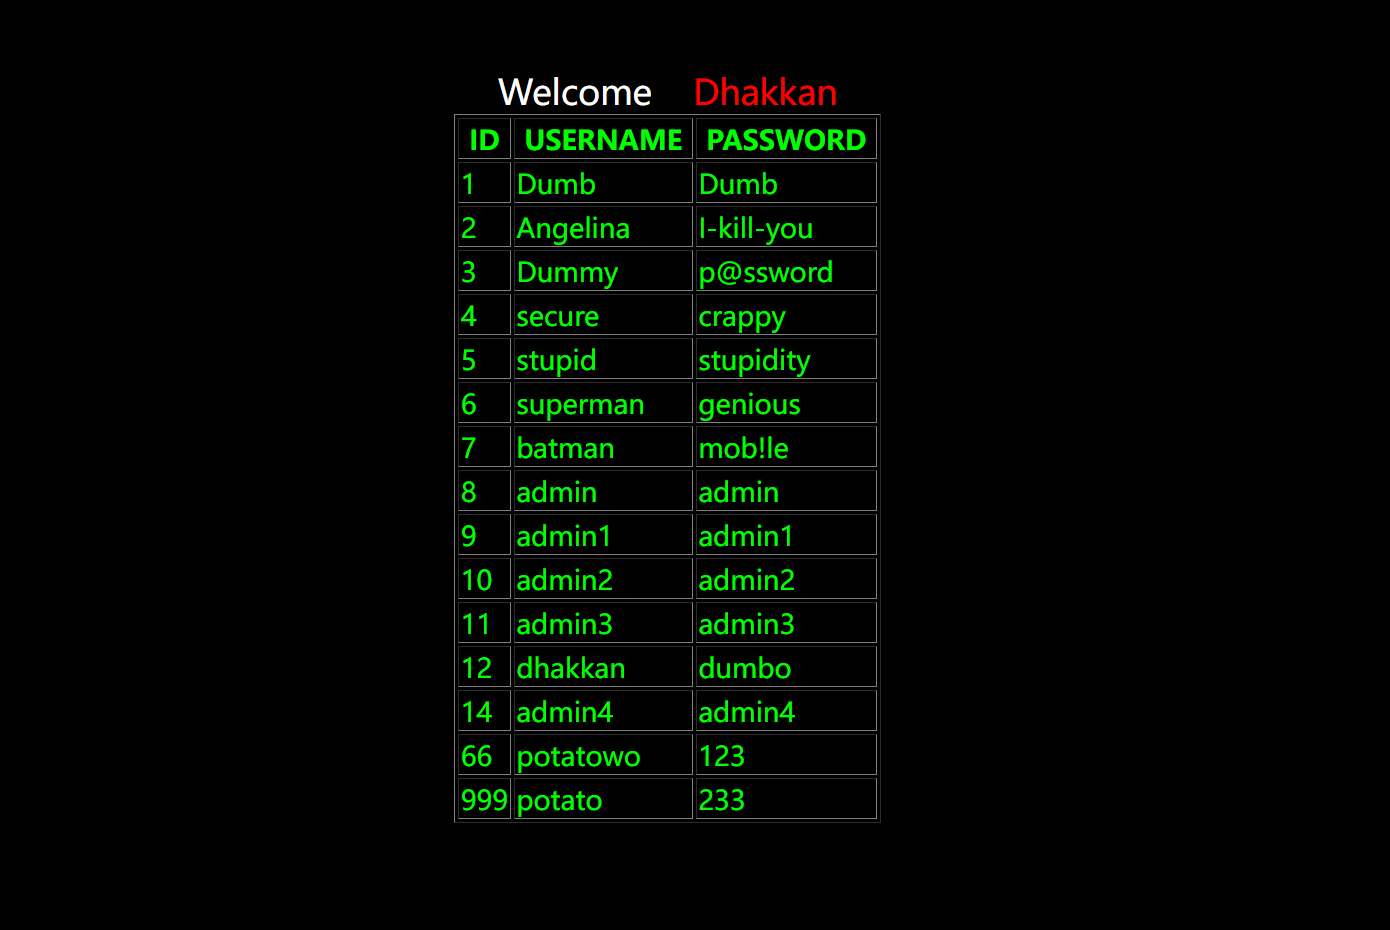 Welcome Dhakkan
ID USERNAME PASSWORD
1 Dumb Dumb
2 Angelina I-kill-you
3 Dummy p@ssword
4 secure crappy
5 stupid stupidity
6 superman genious
7 batman mob!le
8 admin admin
9 admin1 admin1
10 admin2 admin2
11 admin3 admin3
12 dhakkan dumbo
14 admin4 admin4
66 potatowo 123
999 potato 233